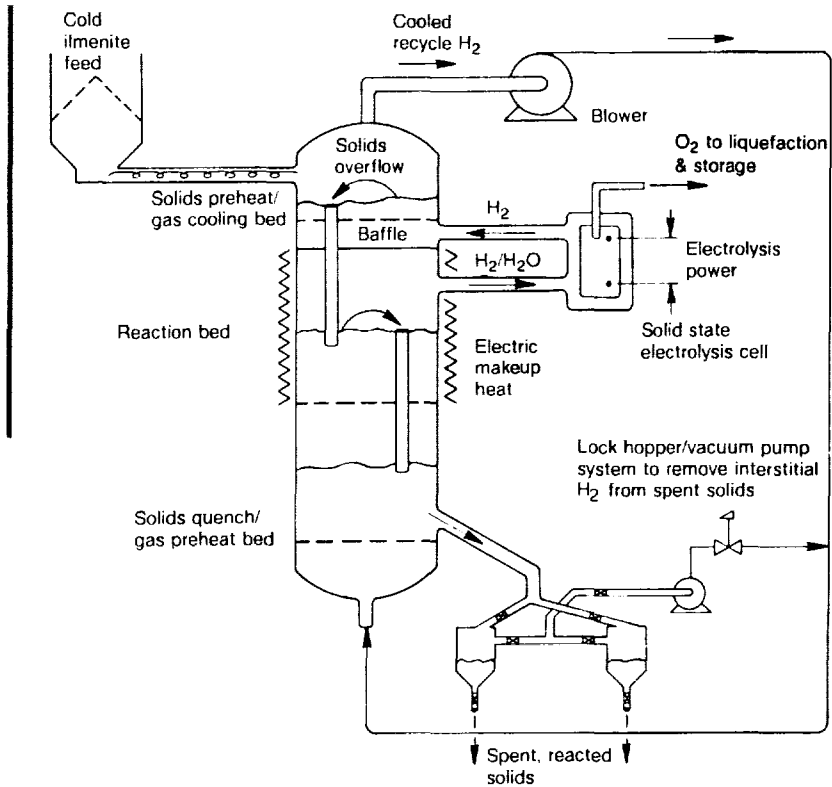 Cold
ilmenite
feed
Cooled
recycle H2
Blower
O2 to liquefaction
& storage
Solids
overflow
Solids preheat/
gas cooling bed
H2
Baffle
H2/H2O
Electrolysis
power
Reaction bed
Electric
makeup
heat
Solid state
electrolysis cell
Lock hopper/vacuum pump
system to remove interstitial
H2 from spent solids
Solids quench/
gas preheat bed
Spent, reacted
solids